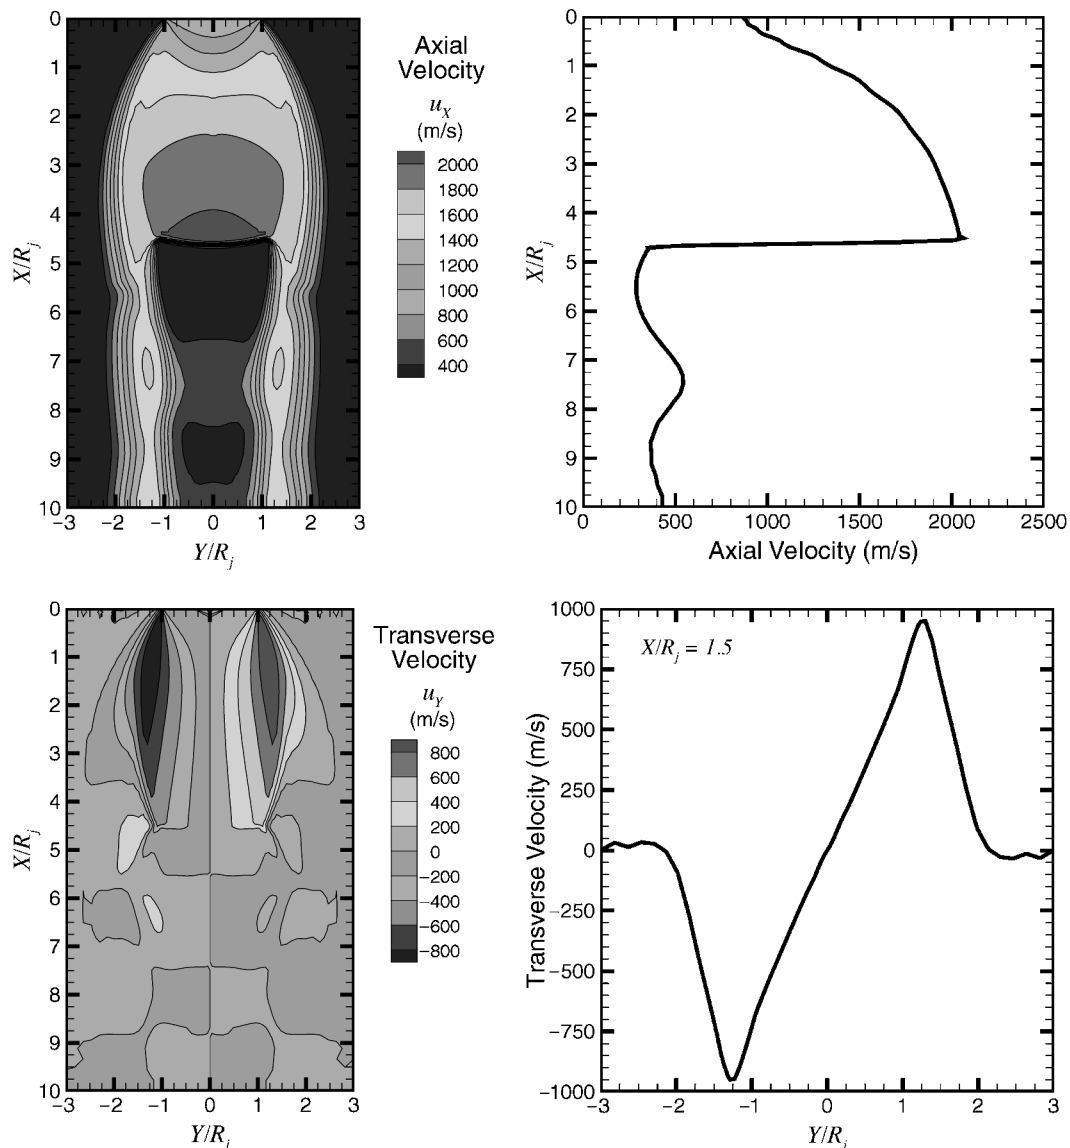 0
1
2
3
4
5
6
7
8
9
10
X/Rj
−3 −2 −1 0 1 2 3
Y/Rj
Axial
Velocity
uX
(m/s)
2000
1800
1600
1400
1200
1000
800
600
400
0
1
2
3
4
5
6
7
8
9
10
X/Rj
0 500 1000 1500 2000 2500
Axial Velocity (m/s)
0
1
2
3
4
5
6
7
8
9
10
X/Rj
−3 −2 −1 0 1 2 3
Y/Rj
Transverse
Velocity
uY
(m/s)
800
600
400
200
0
−200
−400
−600
−800
X/Rj = 1.5
1000
750
500
250
0
−250
−500
−750
−1000
Transverse Velocity (m/s)
−3 −2 −1 0 1 2 3
Y/Rj